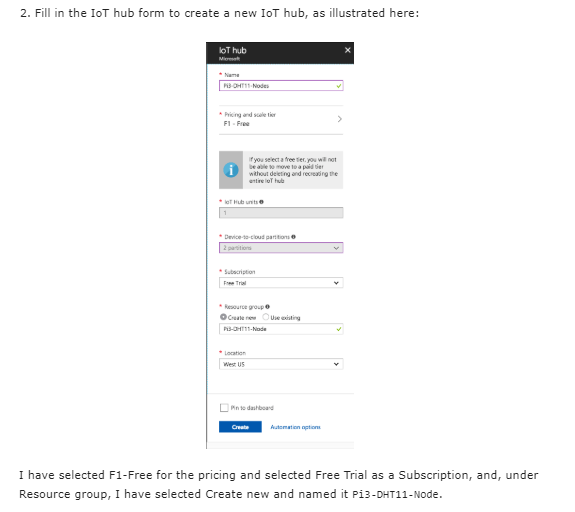 2. Fill in the IoT hub form to create a new IoT hub, as illustrated here:
IoT hub
Microsoft
* Name
Pi3-DHT11-Nodes
* Pricing and scale tier
F1 - Free
If you select a free tier, you will not
be able to move to a paid tier
without deleting and recreating the
entire IoT hub
* IoT Hub units
1
* Device-to-cloud partitions
2 partitions
* Subscription
Free Trial
* Resource group
Create new Use existing
Pi3-DHT11-Node
* Location
West US
Pin to dashboard
Create Automation options
I have selected F1-Free for the pricing and selected Free Trial as a Subscription, and, under
Resource group, I have selected Create new and named it Pi3-DHT11-Node.